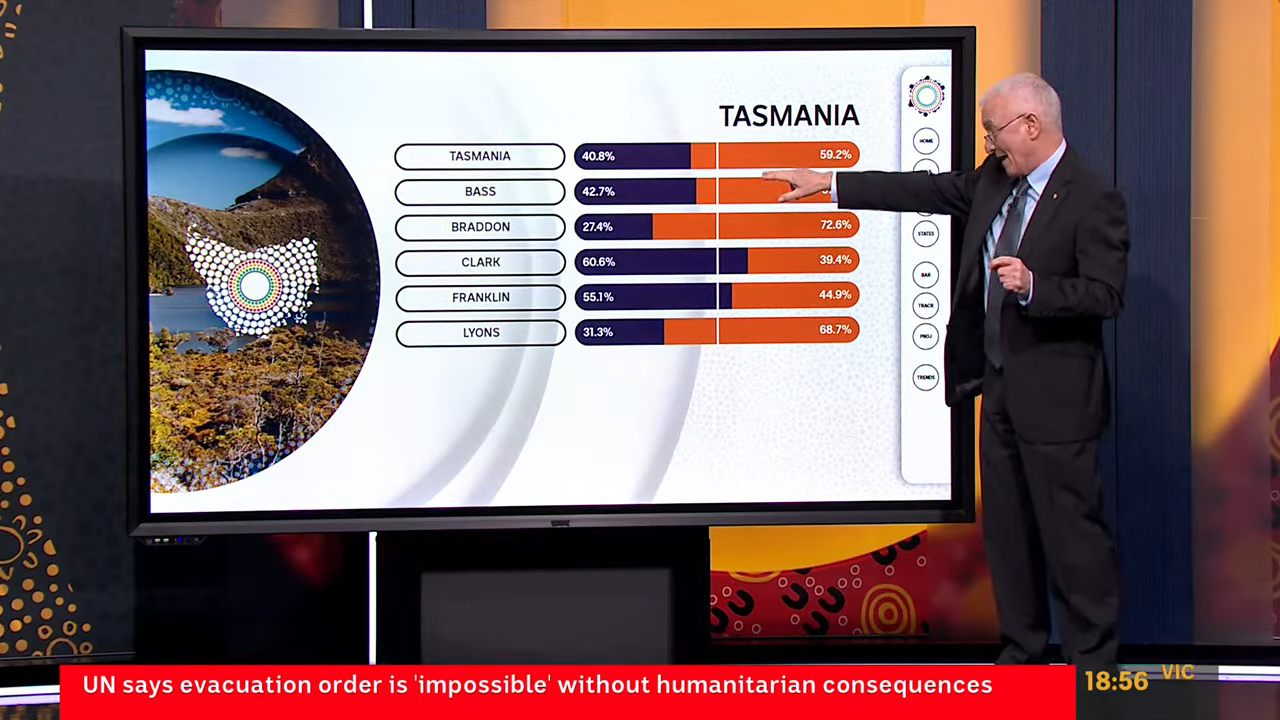 TASMANIA
TASMANIA 40.8% 59.2%
BASS 42.7%
BRADDON 27.4% 72.6%
CLARK 60.6% 39.4%
FRANKLIN 55.1% 44.9%
LYONS 31.3% 68.7%
HOME
STATES
BAR
TRACK
PROJ
TRENDS
UN says evacuation order is 'impossible' without humanitarian consequences
18:56 VIC